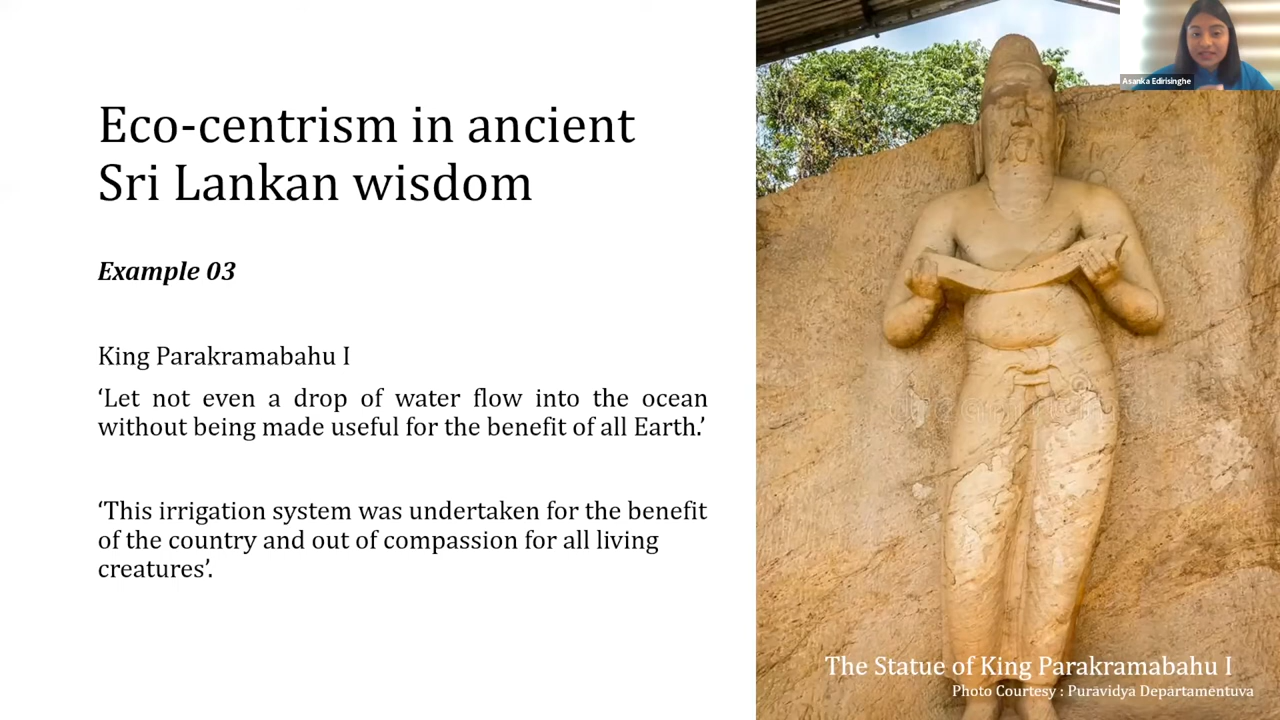 Asanka Edirisinghe
Eco-centrism in ancient
Sri Lankan wisdom
Example 03
King Parakramabahu I
‘Let not even a drop of water flow into the ocean
without being made useful for the benefit of all Earth.’
‘This irrigation system was undertaken for the benefit
of the country and out of compassion for all living
creatures’.
The Statue of King Parakramabahu I
Photo Courtesy : Puravidya Departamentuva